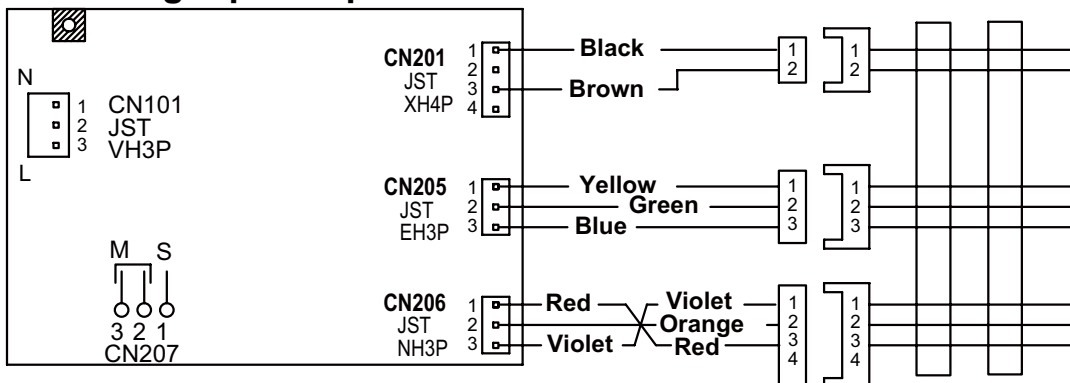 N
L
1 CN101
2 JST
3 VH3P
M S
3 2 1
CN207
CN201
JST
XH4P
1
2
3
4
Black
Brown
1
2
1
2
CN205
JST
EH3P
1
2
3
Yellow
Green
Blue
1
2
3
1
2
3
CN206
JST
NH3P
1
2
3
Red
Violet
Violet
Orange
Red
1
2
3
4
1
2
3
4